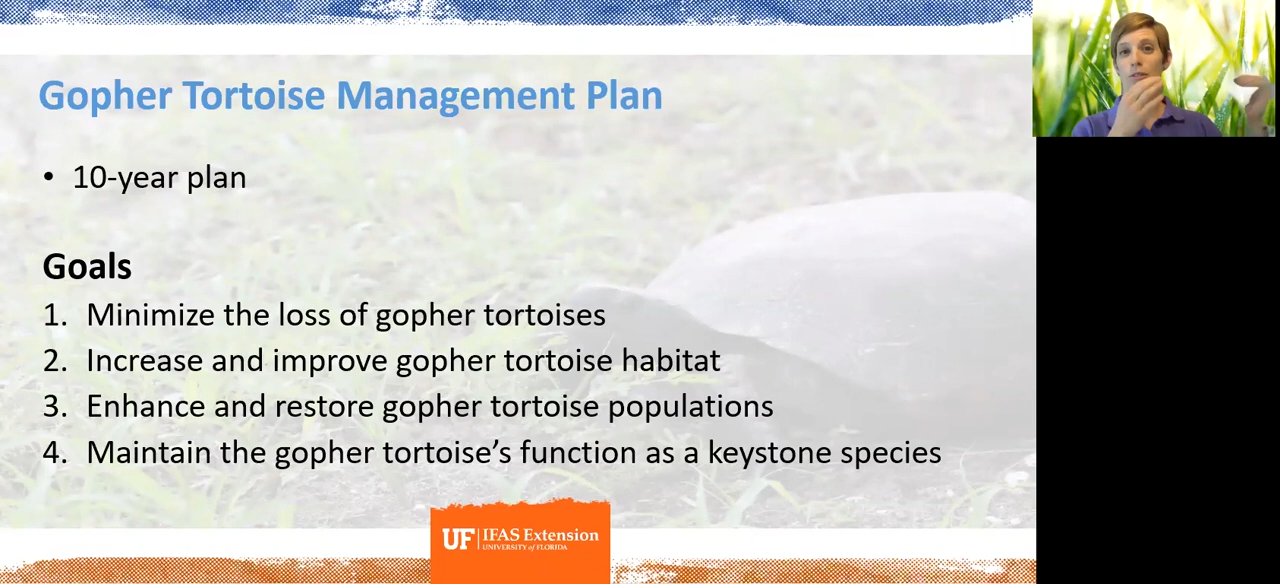 Gopher Tortoise Management Plan
• 10-year plan
Goals
1. Minimize the loss of gopher tortoises
2. Increase and improve gopher tortoise habitat
3. Enhance and restore gopher tortoise populations
4. Maintain the gopher tortoise's function as a keystone species
UF | IFAS Extension
UNIVERSITY of FLORIDA